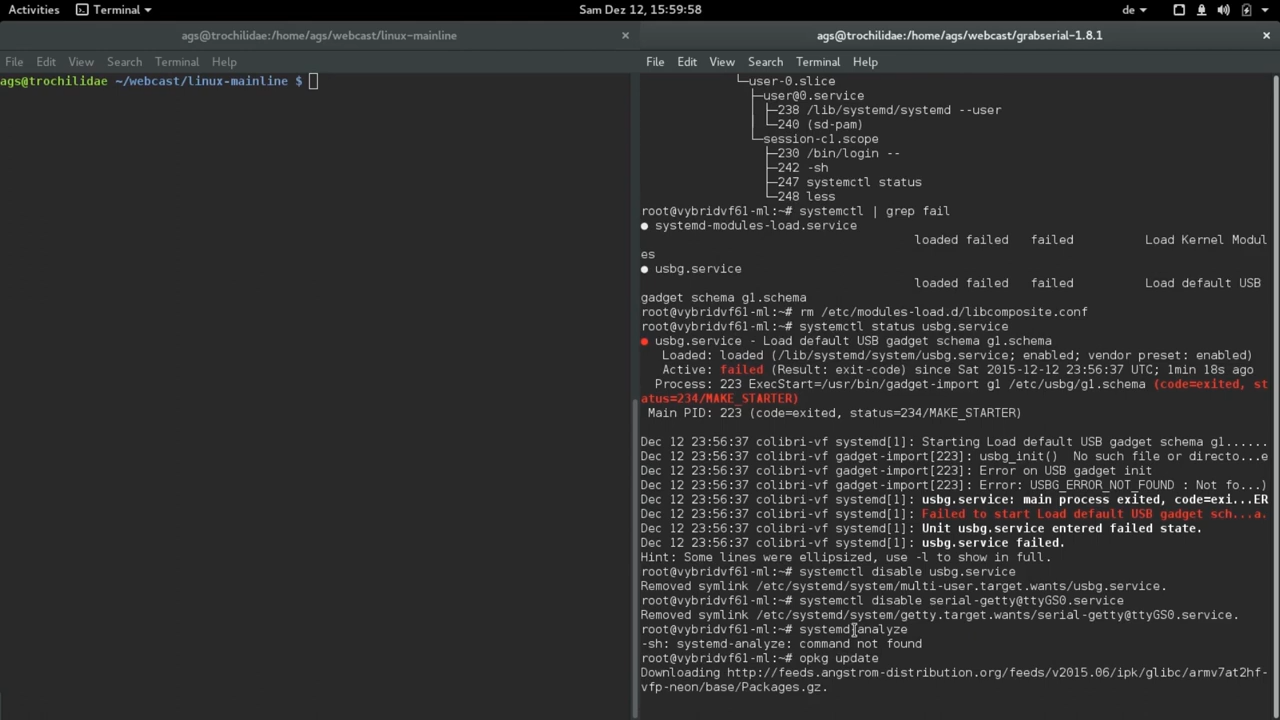 Activities Terminal Sam Dez 12, 15:59:58 de
ags@trochilidae:/home/ags/webcast/linux-mainline ×
File Edit View Search Terminal Help
ags@trochilidae ~/webcast/linux-mainline $
ags@trochilidae:/home/ags/webcast/grabserial-1.8.1 ×
File Edit View Search Terminal Help
└─user-0.slice
├─user@0.service
│ ├─238 /lib/systemd/systemd --user
│ └─240 (sd-pam)
└─session-c1.scope
├─230 /bin/login --
├─242 -sh
├─247 systemctl status
└─248 less
root@vybridvf61-ml:~# systemctl | grep fail
● systemd-modules-load.service
loaded failed failed Load Kernel Modul
es
● usbg.service
loaded failed failed Load default USB
gadget schema g1.schema
root@vybridvf61-ml:~# rm /etc/modules-load.d/libcomposite.conf
root@vybridvf61-ml:~# systemctl status usbg.service
● usbg.service - Load default USB gadget schema g1.schema
Loaded: loaded (/lib/systemd/system/usbg.service; enabled; vendor preset: enabled)
Active: failed (Result: exit-code) since Sat 2015-12-12 23:56:37 UTC; 1min 18s ago
Process: 223 ExecStart=/usr/bin/gadget-import g1 /etc/usbg/g1.schema (code=exited, st
atus=234/MAKE_STARTER)
Main PID: 223 (code=exited, status=234/MAKE_STARTER)
Dec 12 23:56:37 colibri-vf systemd[1]: Starting Load default USB gadget schema g1......
Dec 12 23:56:37 colibri-vf gadget-import[223]: usbg_init() No such file or directo...e
Dec 12 23:56:37 colibri-vf gadget-import[223]: Error on USB gadget init
Dec 12 23:56:37 colibri-vf gadget-import[223]: Error: USBG_ERROR_NOT_FOUND : Not fo...)
Dec 12 23:56:37 colibri-vf systemd[1]: usbg.service: main process exited, code=exi...ER
Dec 12 23:56:37 colibri-vf systemd[1]: Failed to start Load default USB gadget sch...a.
Dec 12 23:56:37 colibri-vf systemd[1]: Unit usbg.service entered failed state.
Dec 12 23:56:37 colibri-vf systemd[1]: usbg.service failed.
Hint: Some lines were ellipsized, use -l to show in full.
root@vybridvf61-ml:~# systemctl disable usbg.service
Removed symlink /etc/systemd/system/multi-user.target.wants/usbg.service.
root@vybridvf61-ml:~# systemctl disable serial-getty@ttyGS0.service
Removed symlink /etc/systemd/system/getty.target.wants/serial-getty@ttyGS0.service.
root@vybridvf61-ml:~# systemd-analyze
-sh: systemd-analyze: command not found
root@vybridvf61-ml:~# opkg update
Downloading http://feeds.angstrom-distribution.org/feeds/v2015.06/ipk/glibc/armv7at2hf-
vfp-neon/base/Packages.gz.